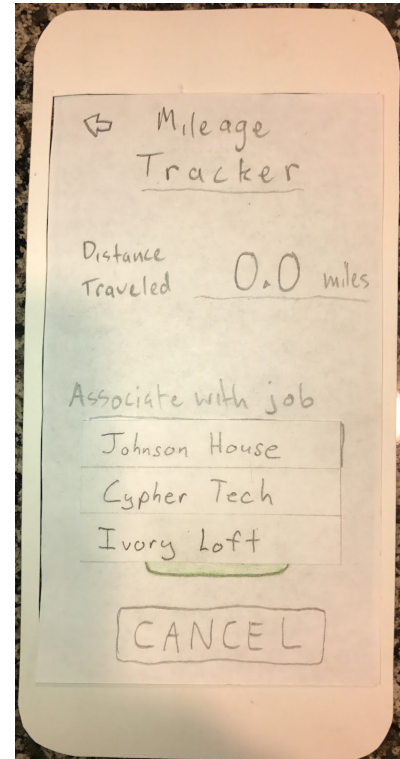 Mileage
Tracker
Distance
Traveled 0.0 miles
Associate with job
Johnson House
Cypher Tech
Ivory Loft
CANCEL